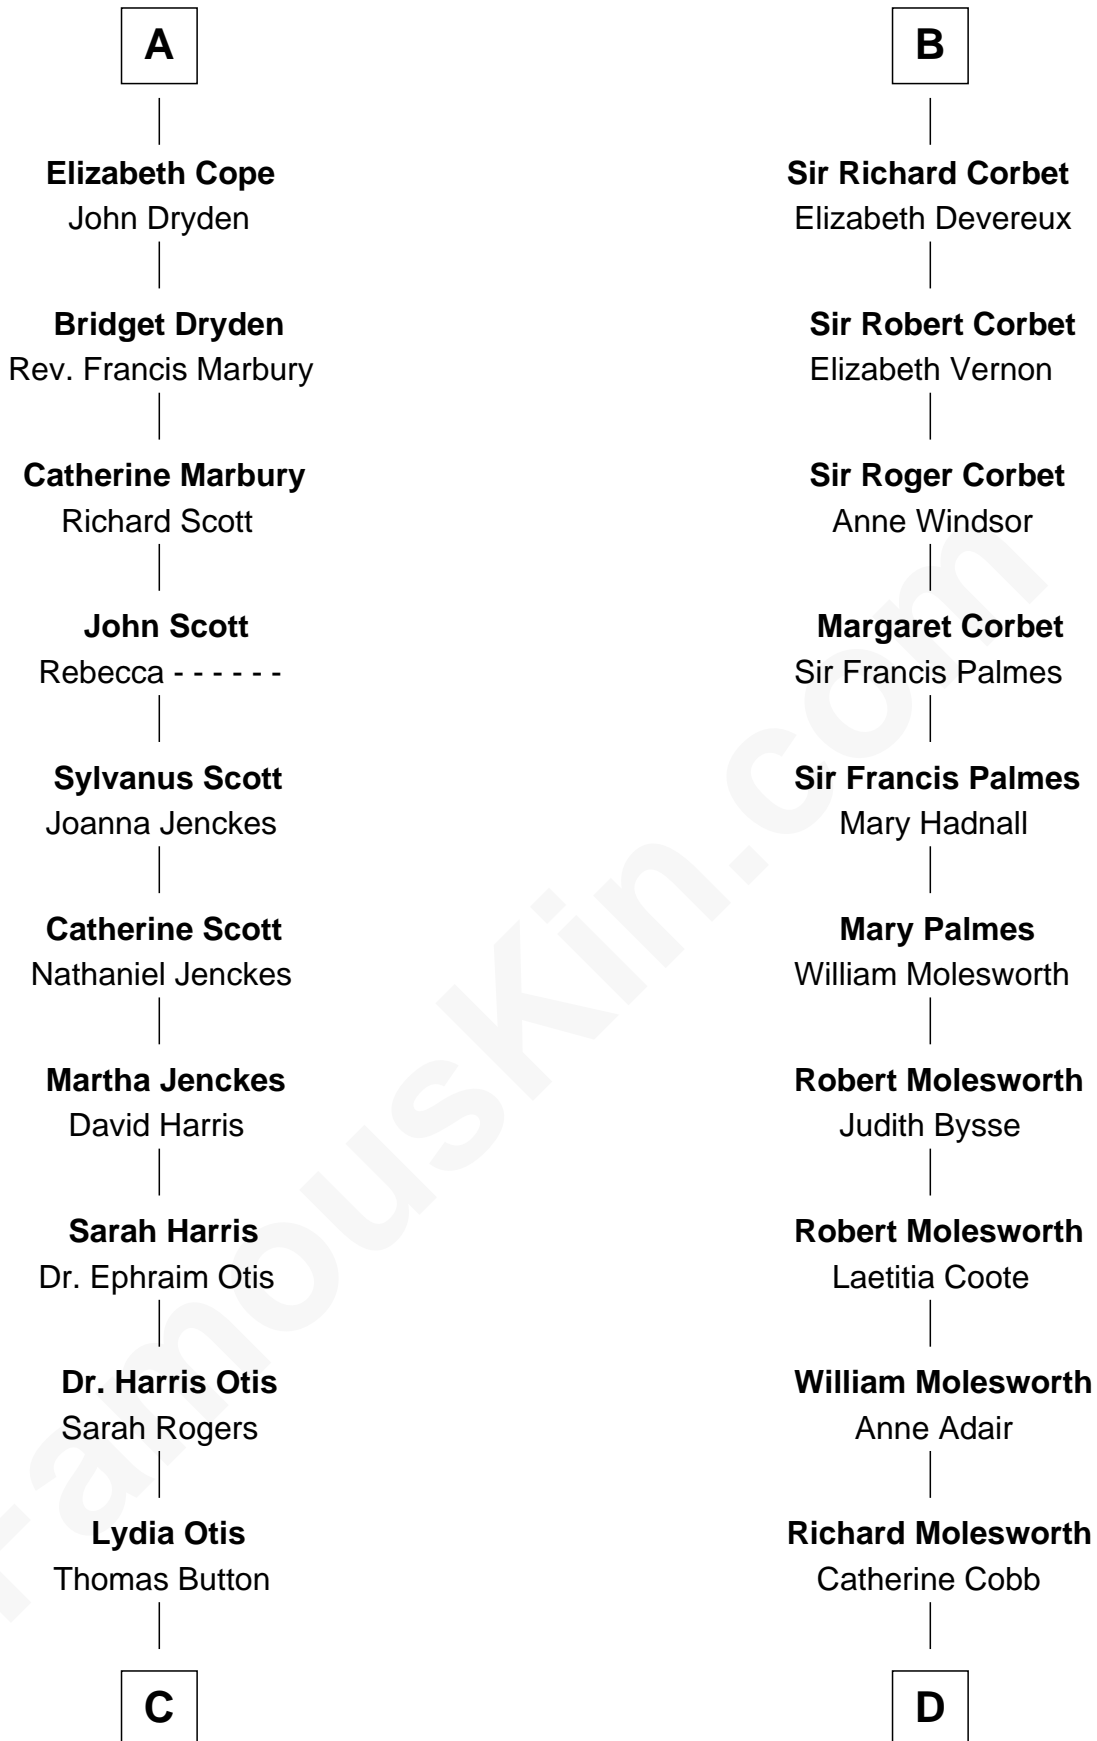 A
Elizabeth Cope
John Dryden
Bridget Dryden
Rev. Francis Marbury
Catherine Marbury
Richard Scott
John Scott
Rebecca - - - - - -
Sylvanus Scott
Joanna Jenckes
Catherine Scott
Nathaniel Jenckes
Martha Jenckes
David Harris
Sarah Harris
Dr. Ephraim Otis
Dr. Harris Otis
Sarah Rogers
Lydia Otis
Thomas Button
C
B
Sir Richard Corbet
Elizabeth Devereux
Sir Robert Corbet
Elizabeth Vernon
Sir Roger Corbet
Anne Windsor
Margaret Corbet
Sir Francis Palmes
Sir Francis Palmes
Mary Hadnall
Mary Palmes
William Molesworth
Robert Molesworth
Judith Bysse
Robert Molesworth
Laetitia Coote
William Molesworth
Anne Adair
Richard Molesworth
Catherine Cobb
D
FamousKin.com